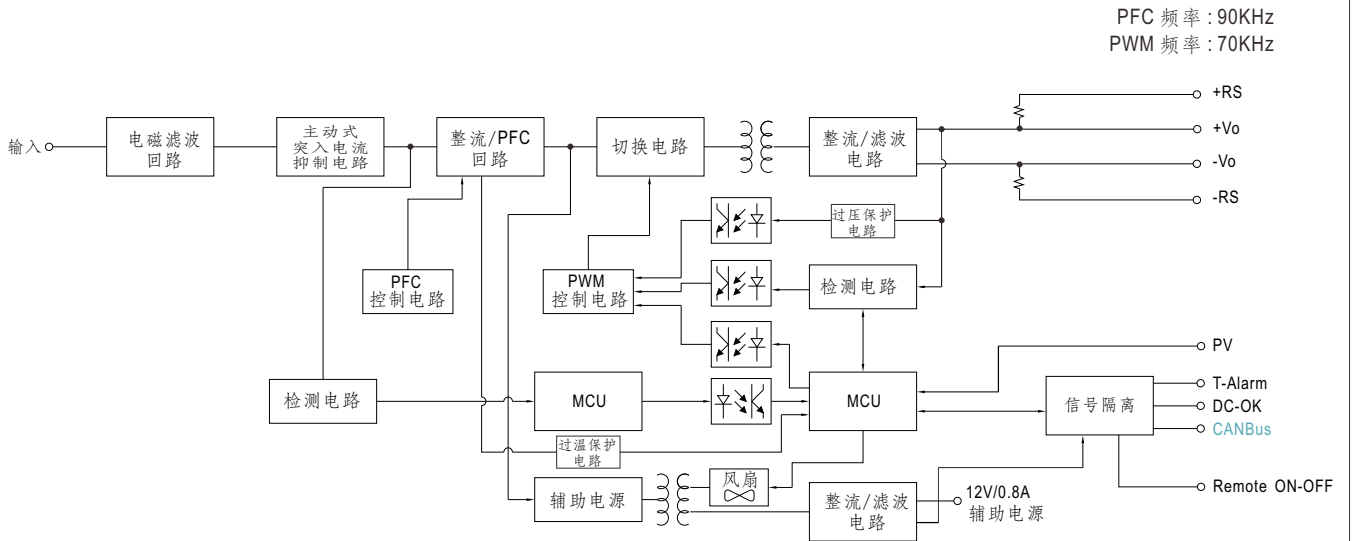 PFC 频率 : 90KHz
PWM 频率 : 70KHz
输入
电磁滤波
回路
主动式
突入电流
抑制电路
整流/PFC
回路
切换电路
整流/滤波
电路
+RS
+Vo
-Vo
-RS
过压保护
电路
PFC
控制电路
PWM
控制电路
检测电路
检测电路
MCU
MCU
信号隔离
PV
T-Alarm
DC-OK
CANBus
过温保护
电路
辅助电源
风扇
整流/滤波
电路
12V/0.8A
辅助电源
Remote ON-OFF